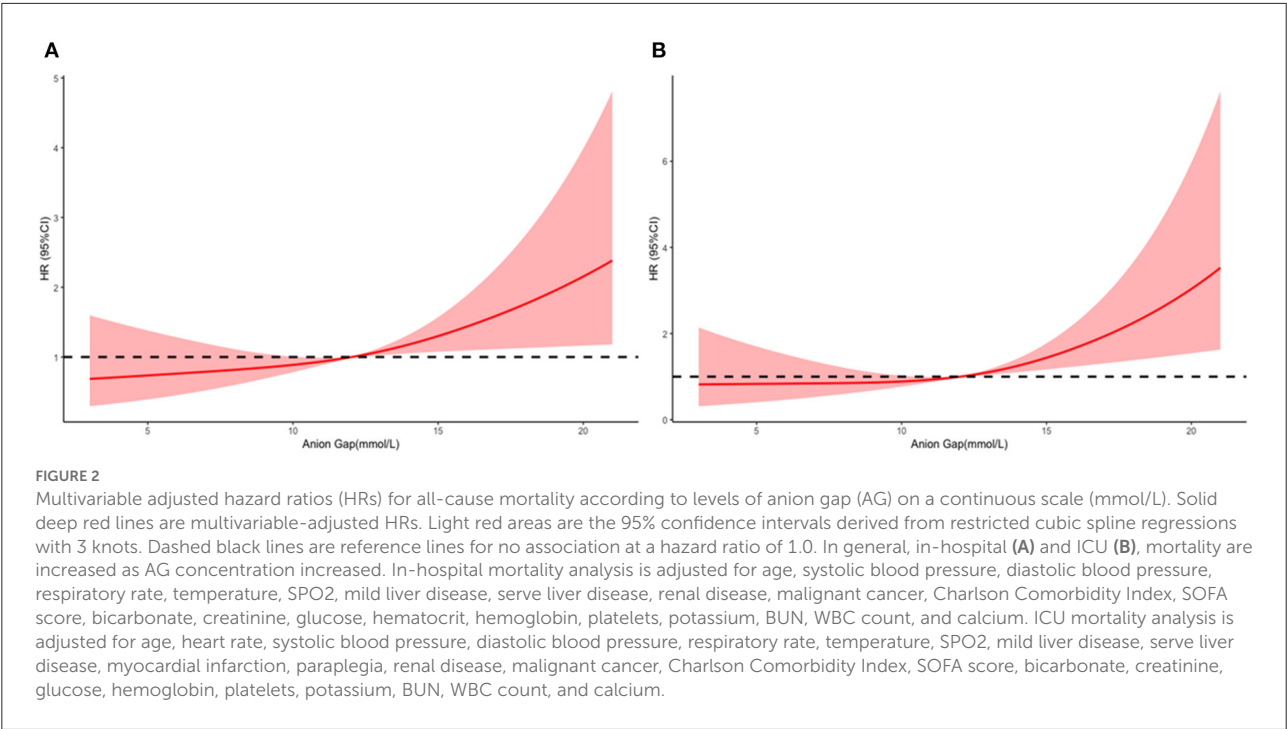 A
B
5
4
3
2
1
HR (95%CI)
5
10
15
20
Anion Gap(mmol/L)
6
4
2
0
HR (95%CI)
5
10
15
20
Anion Gap(mmol/L)
FIGURE 2
Multivariable adjusted hazard ratios (HRs) for all-cause mortality according to levels of anion gap (AG) on a continuous scale (mmol/L). Solid
deep red lines are multivariable-adjusted HRs. Light red areas are the 95% confidence intervals derived from restricted cubic spline regressions
with 3 knots. Dashed black lines are reference lines for no association at a hazard ratio of 1.0. In general, in-hospital (A) and ICU (B), mortality are
increased as AG concentration increased. In-hospital mortality analysis is adjusted for age, systolic blood pressure, diastolic blood pressure,
respiratory rate, temperature, SPO2, mild liver disease, serve liver disease, renal disease, malignant cancer, Charlson Comorbidity Index, SOFA
score, bicarbonate, creatinine, glucose, hematocrit, hemoglobin, platelets, potassium, BUN, WBC count, and calcium. ICU mortality analysis is
adjusted for age, heart rate, systolic blood pressure, diastolic blood pressure, respiratory rate, temperature, SPO2, mild liver disease, serve liver
disease, myocardial infarction, paraplegia, renal disease, malignant cancer, Charlson Comorbidity Index, SOFA score, bicarbonate, creatinine,
glucose, hemoglobin, platelets, potassium, BUN, WBC count, and calcium.